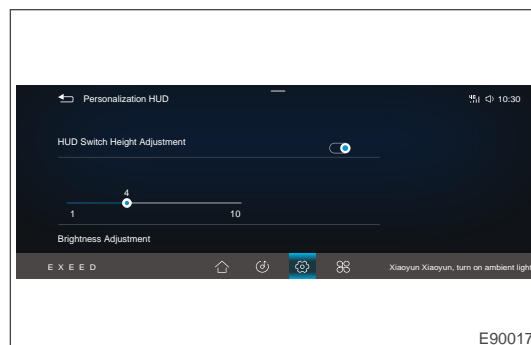 Personalization HUD
4G 10:30
HUD Switch Height Adjustment
4
1 10
Brightness Adjustment
EXEED Xiaoyun Xiaoyun, turn on ambient light
E90017